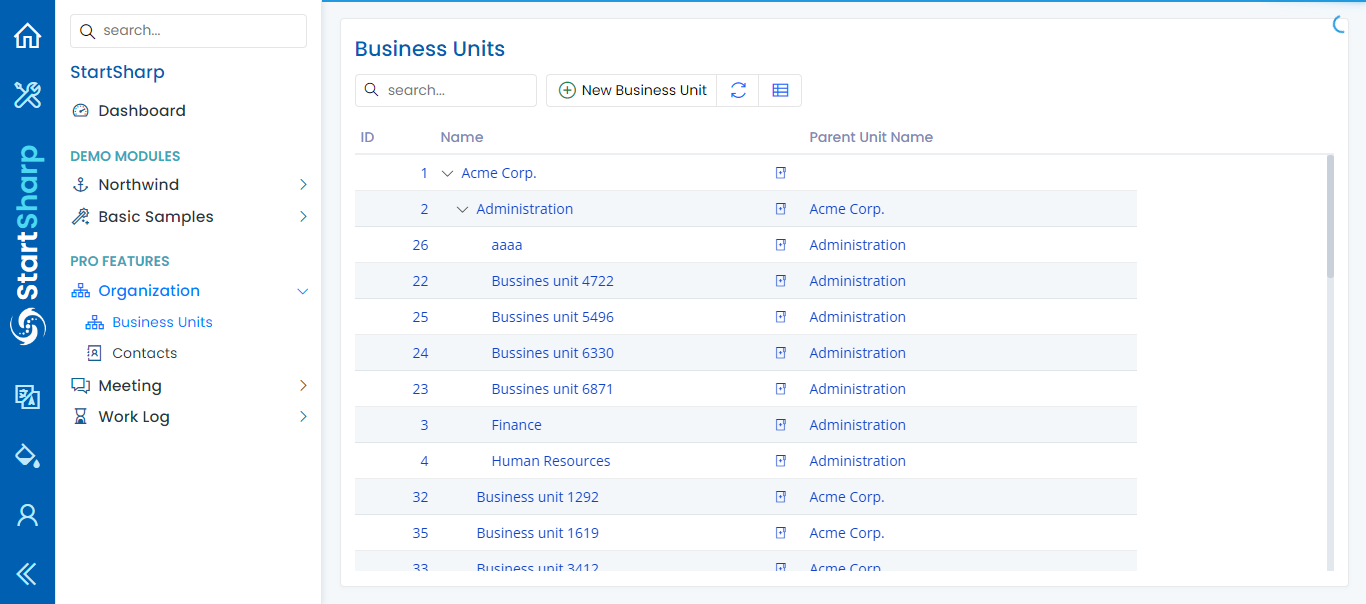 StartSharp
search...
StartSharp
Dashboard
DEMO MODULES
Northwind
Basic Samples
PRO FEATURES
Organization
Business Units
Contacts
Meeting
Work Log
Business Units
search...
New Business Unit
ID Name Parent Unit Name
1 Acme Corp.
2 Administration Acme Corp.
26 aaaa Administration
22 Bussines unit 4722 Administration
25 Bussines unit 5496 Administration
24 Bussines unit 6330 Administration
23 Bussines unit 6871 Administration
3 Finance Administration
4 Human Resources Administration
32 Business unit 1292 Acme Corp.
35 Business unit 1619 Acme Corp.
33 Business unit 3412 Acme Corp.